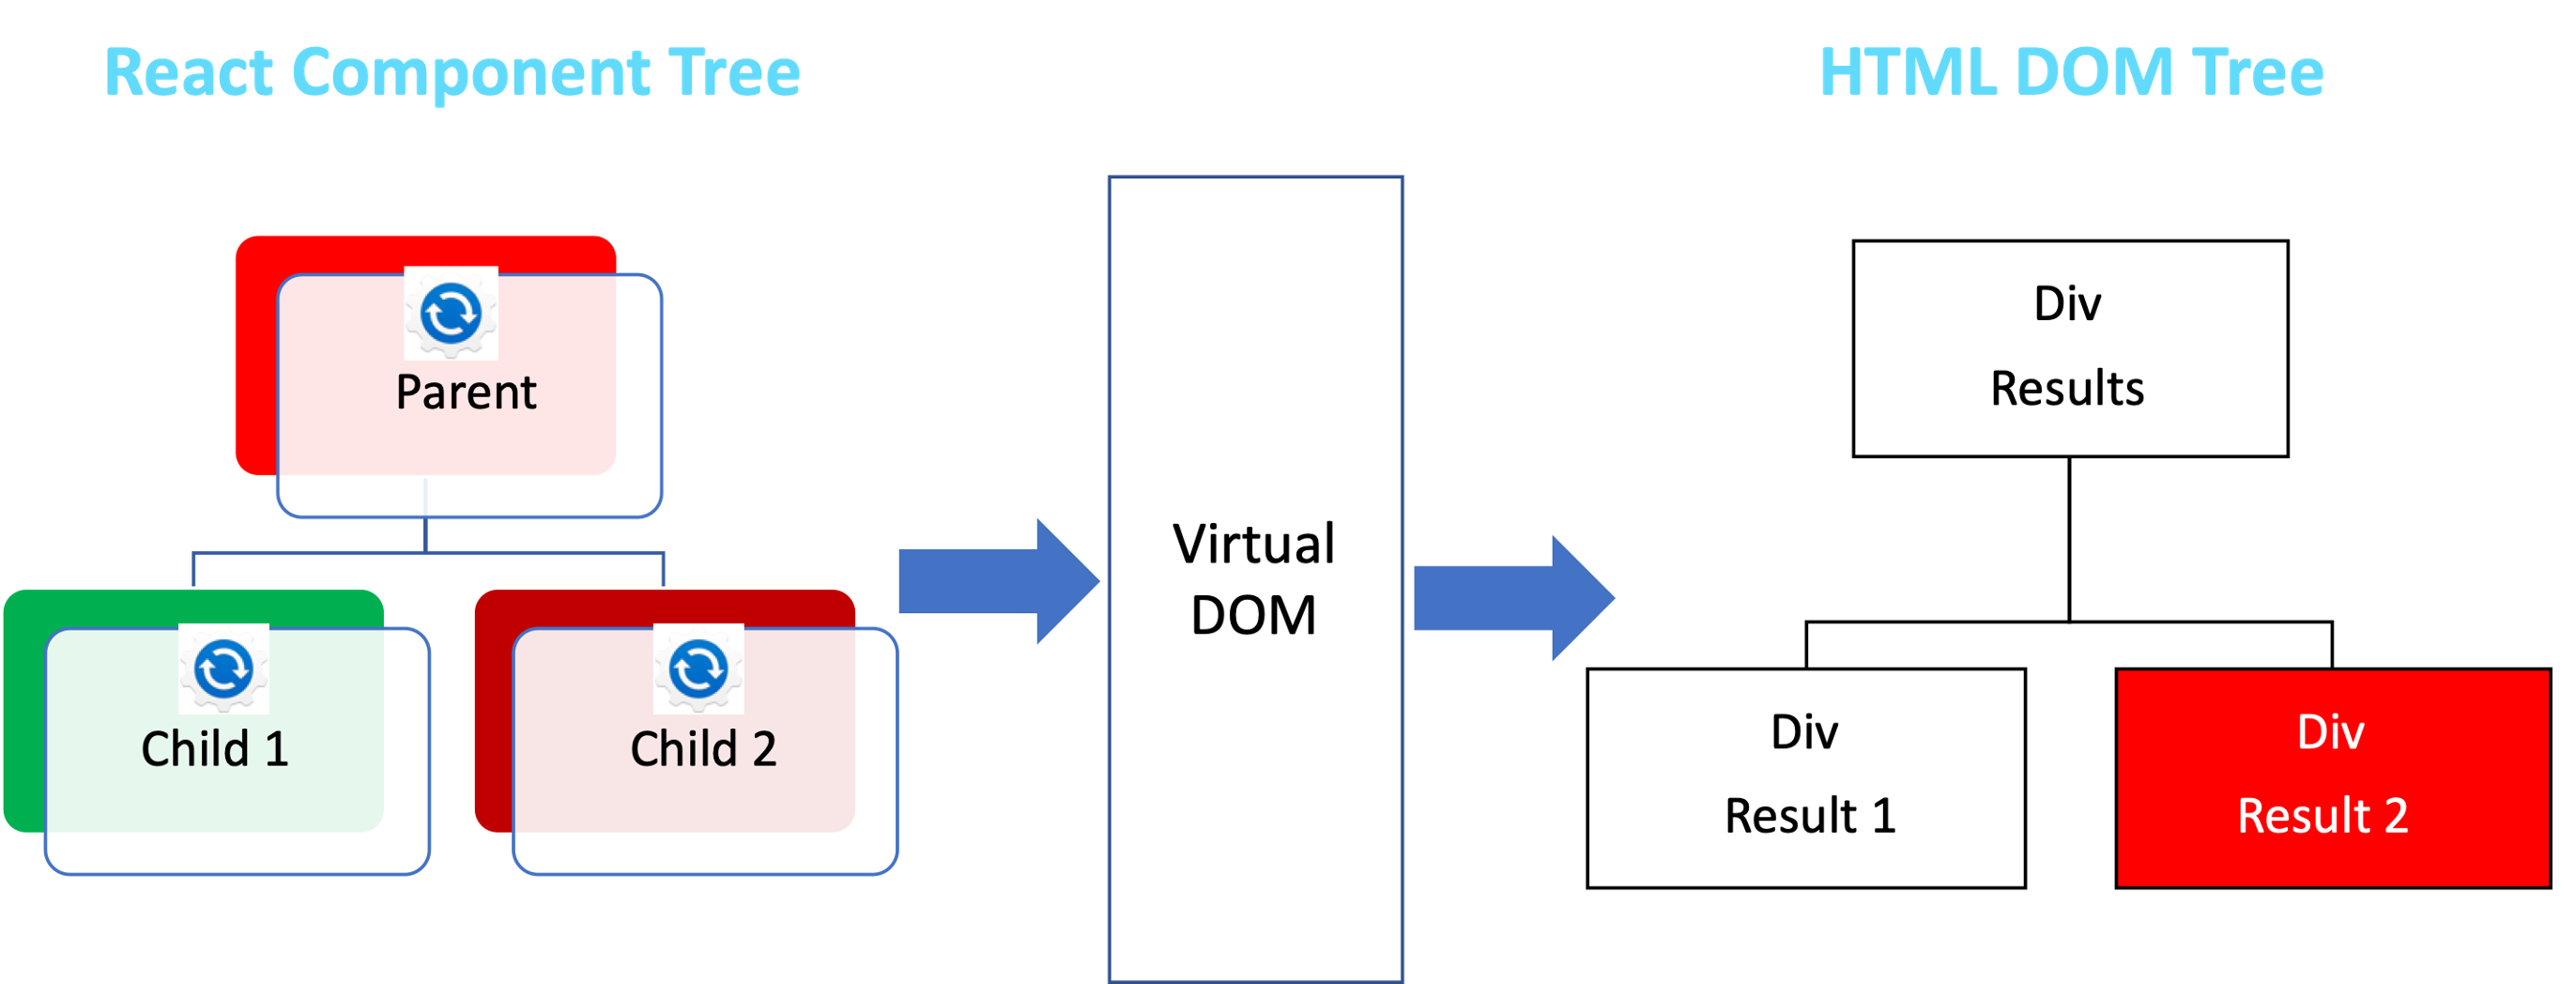 React Component Tree
HTML DOM Tree
Parent
Child 1
Child 2
Virtual
DOM
Div
Results
Div
Result 1
Div
Result 2